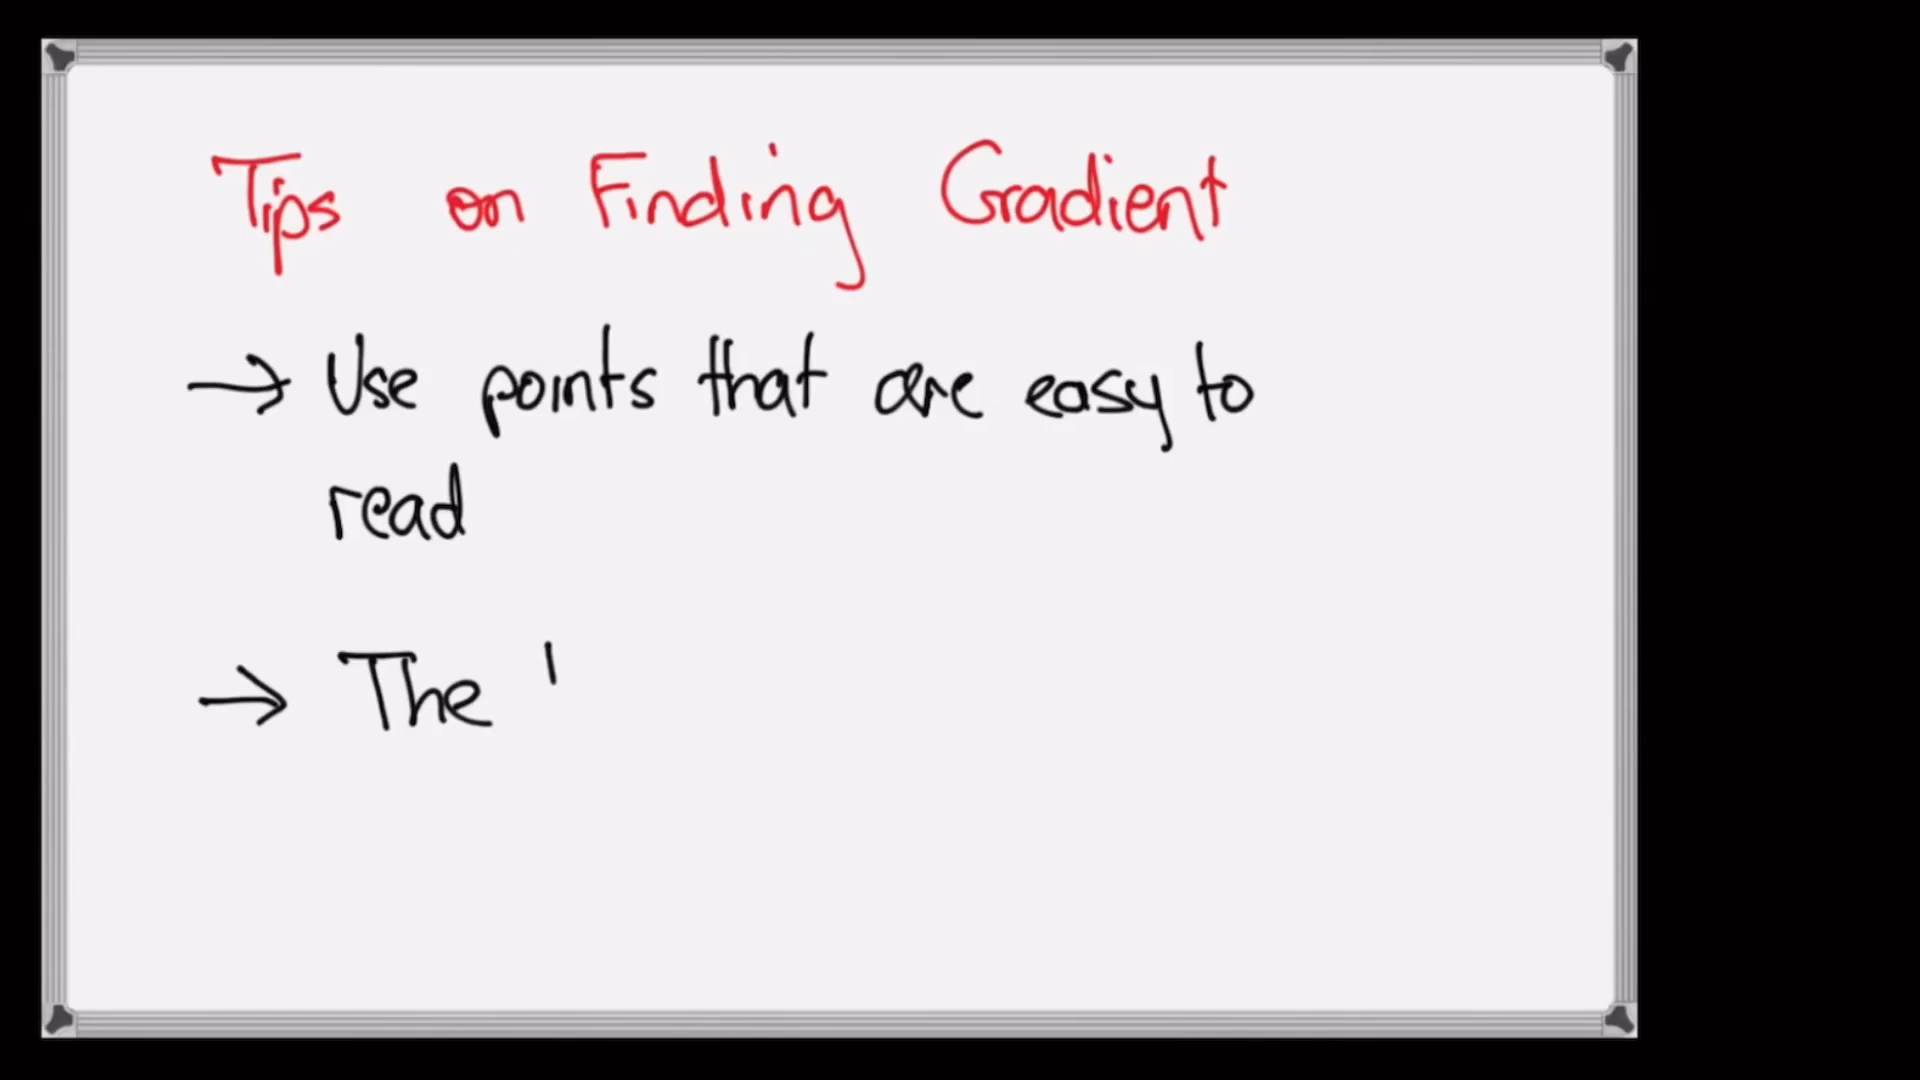 Tips on Finding Gradient
→ Use points that are easy to
read
→ The '